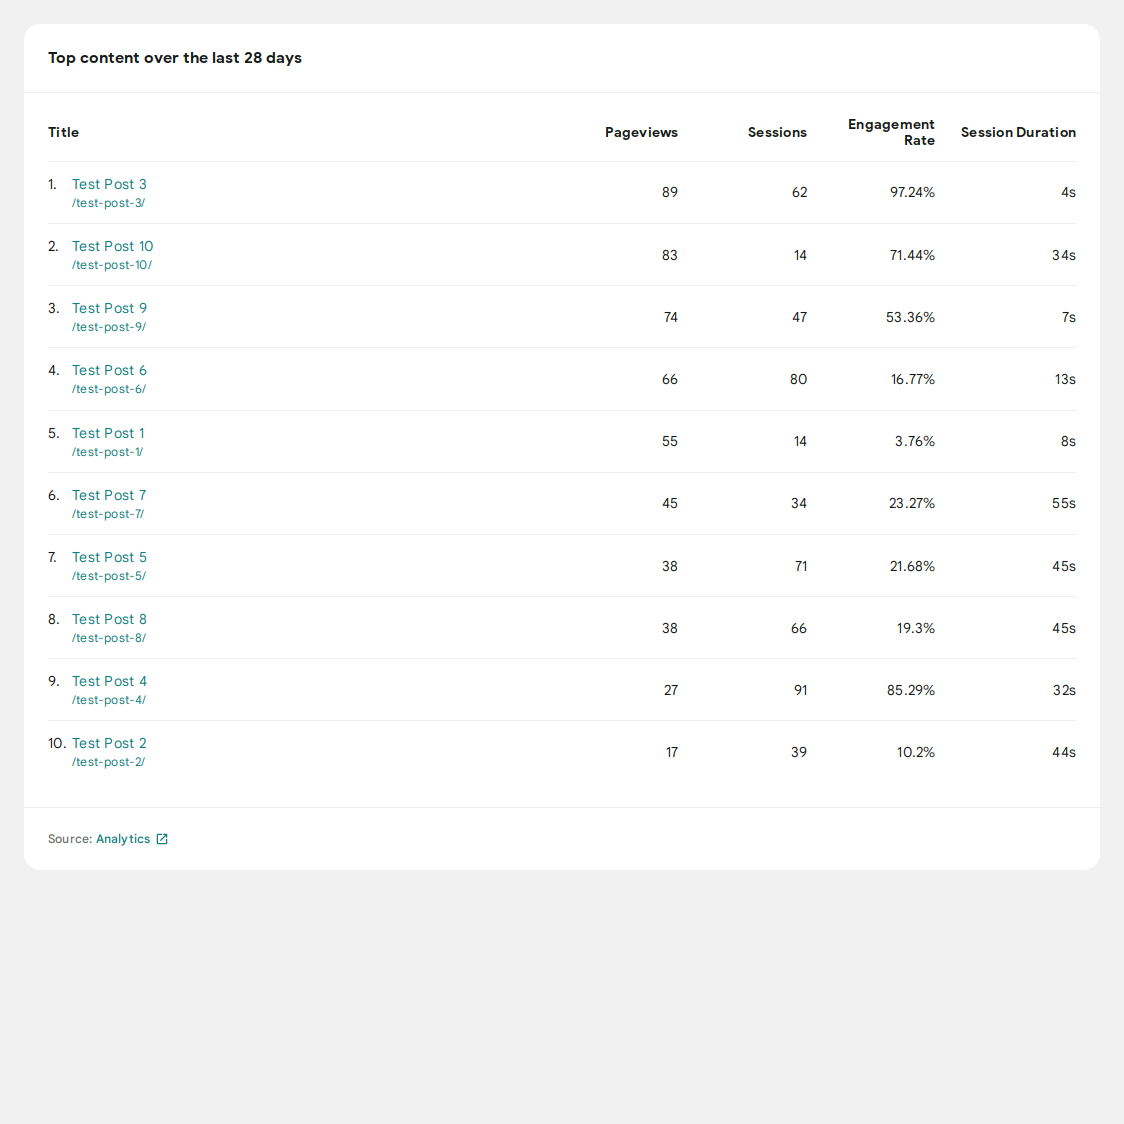 Top content over the last 28 days
Title Pageviews Sessions Engagement Rate Session Duration
1. Test Post 3 89 62 97.24% 4s
/test-post-3/
2. Test Post 10 83 14 71.44% 34s
/test-post-10/
3. Test Post 9 74 47 53.36% 7s
/test-post-9/
4. Test Post 6 66 80 16.77% 13s
/test-post-6/
5. Test Post 1 55 14 3.76% 8s
/test-post-1/
6. Test Post 7 45 34 23.27% 55s
/test-post-7/
7. Test Post 5 38 71 21.68% 45s
/test-post-5/
8. Test Post 8 38 66 19.3% 45s
/test-post-8/
9. Test Post 4 27 91 85.29% 32s
/test-post-4/
10. Test Post 2 17 39 10.2% 44s
/test-post-2/
Source: Analytics